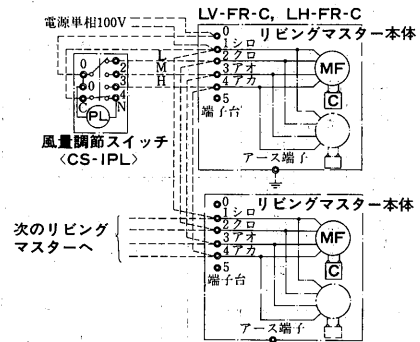 LV-FR-C, LH-FR-C
電源単相100V
リビングマスター本体
0
1 シロ
2 クロ
3 アオ
4 アカ
5
端子台
MF
C
アース端子
L
M
H
0
1
0
2
3
4
C
N
PL
風量調節スイッチ
〈CS-1PL〉
リビングマスター本体
0
1 シロ
2 クロ
3 アオ
4 アカ
5
端子台
MF
C
アース端子
次のリビング
マスターへ